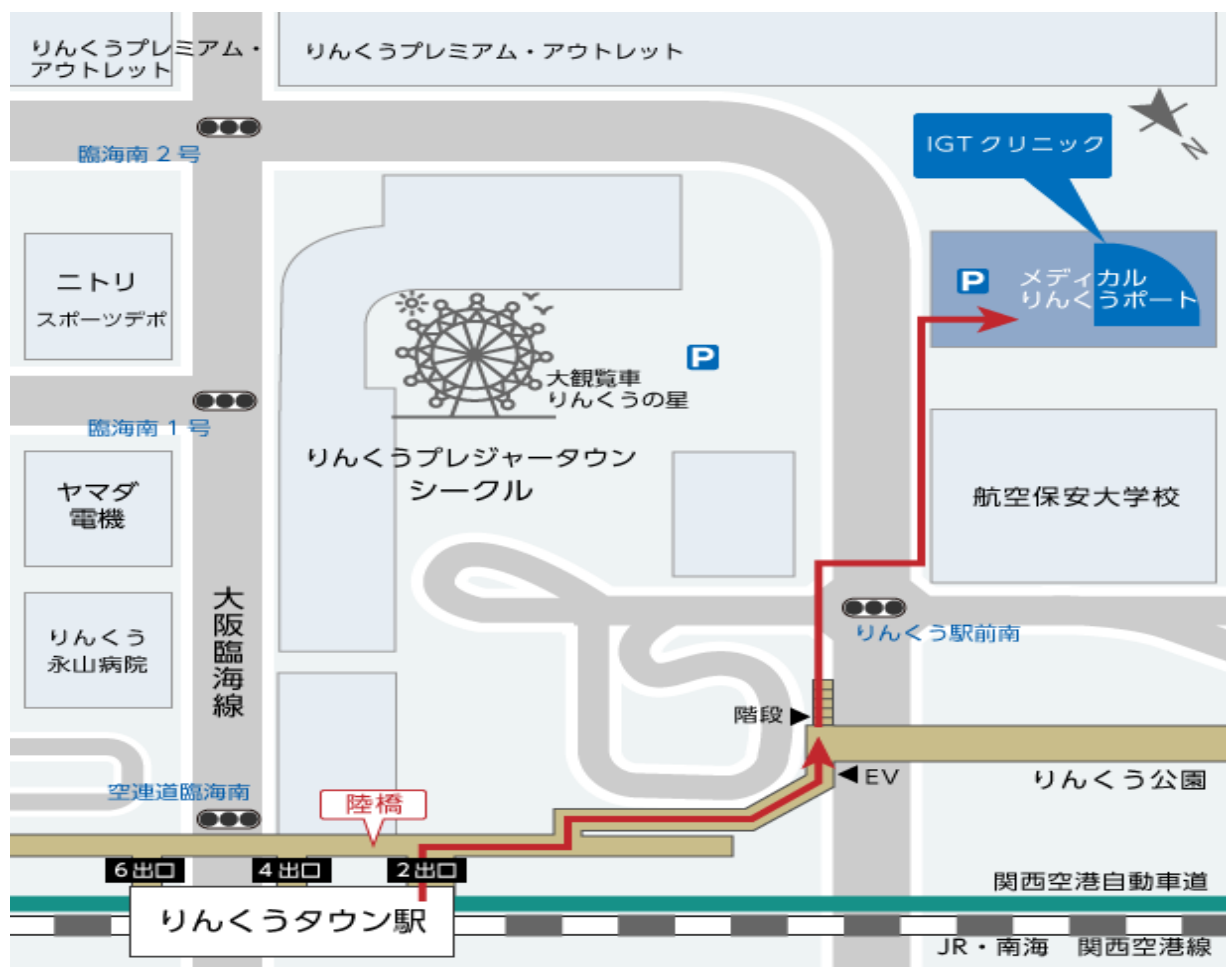 りんくうプレミアム・
アウトレット
りんくうプレミアム・アウトレット
臨海南2号
IGTクリニック
N
ニトリ
スポーツデポ
P
メディカル
りんくうポート
P
大観覧車
りんくうの星
臨海南1号
りんくうプレジャータウン
シークル
ヤマダ
電機
航空保安大学校
大阪臨海線
りんくう
永山病院
りんくう駅前南
階段
EV
りんくう公園
空連道臨海南
陸橋
6出口
4出口
2出口
関西空港自動車道
りんくうタウン駅
JR・南海 関西空港線